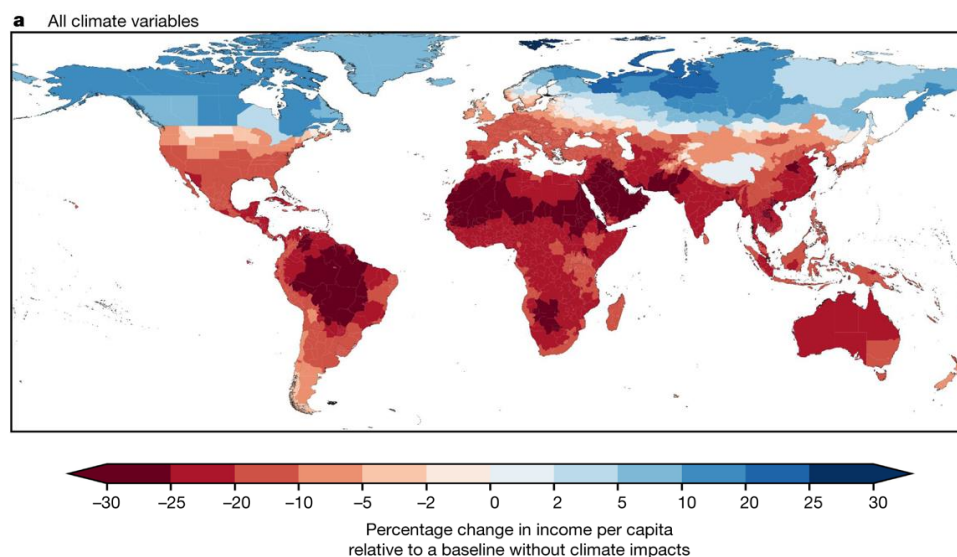 a All climate variables
–30 –25 –20 –10 –5 –2 0 2 5 10 20 25 30
Percentage change in income per capita
relative to a baseline without climate impacts